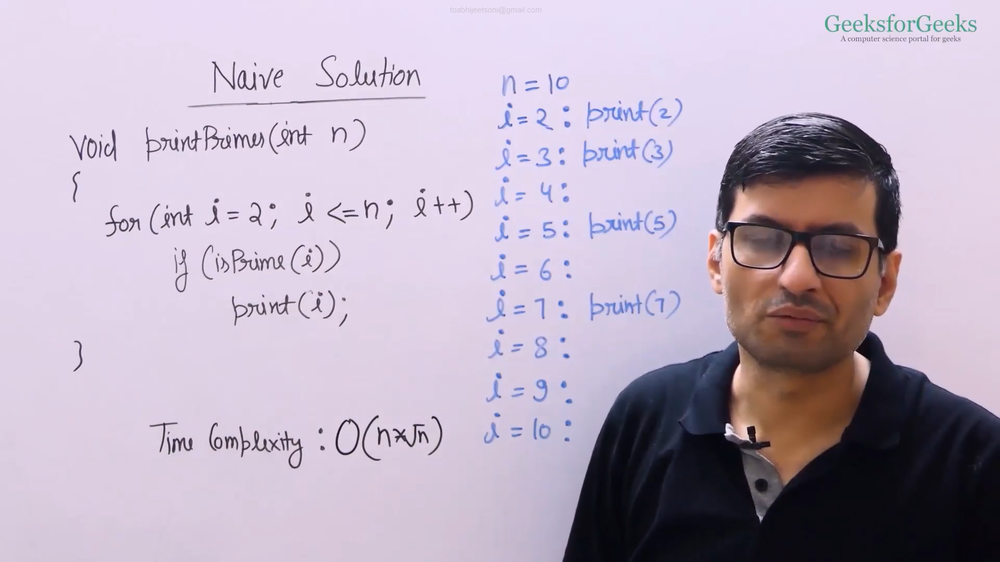 toabhijeetsoni@gmail.com
GeeksforGeeks
A computer science portal for geeks
Naive Solution
void printPrimes(int n)
{
for (int i = 2; i <= n; i++)
if (isPrime(i))
print(i);
}
Time Complexity : O(n*√n)
n = 10
i = 2 : print(2)
i = 3 : print(3)
i = 4 :
i = 5 : print(5)
i = 6 :
i = 7 : print(7)
i = 8 :
i = 9 :
i = 10 :